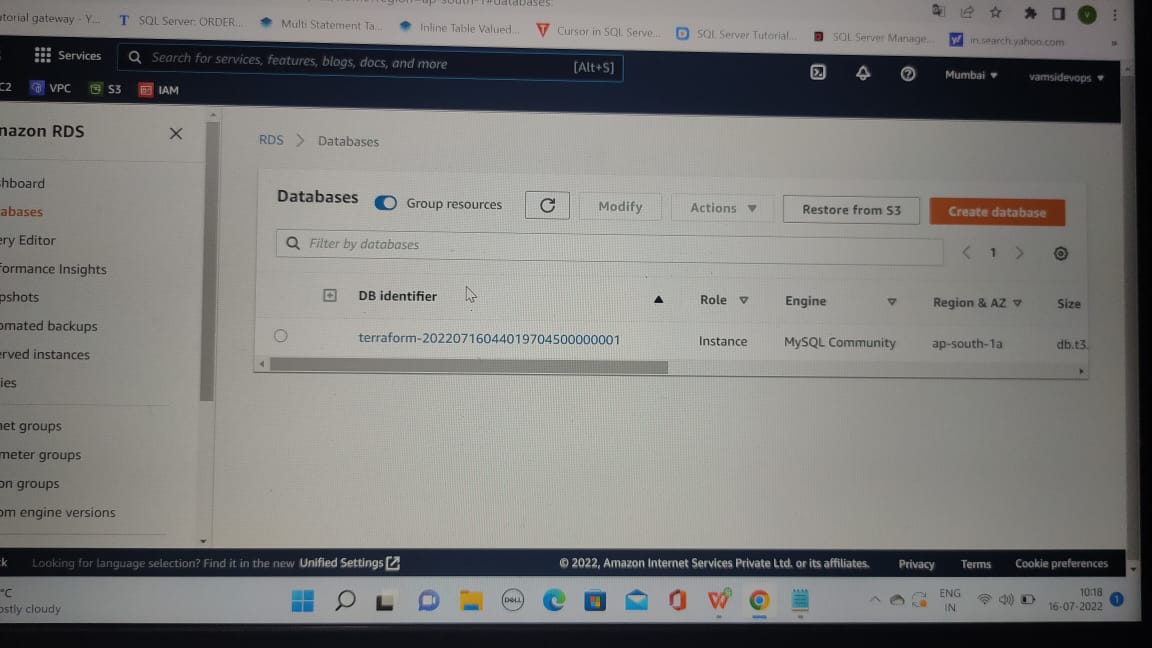 SQL Server: ORDER...
Multi Statement Ta...
Inline Table Valued...
Cursor in SQL Serve...
SQL Server Tutorial...
SQL Server Manage...
in.search.yahoo.com
Services
Search for services, features, blogs, docs, and more
[Alt+S]
Mumbai
vamsidevops
VPC
S3
IAM
RDS
Databases
Databases
Group resources
Modify
Actions
Restore from S3
Create database
Filter by databases
1
DB identifier
Role
Engine
Region & AZ
Size
terraform-20220716044019704500000001
Instance
MySQL Community
ap-south-1a
db.t3.
mazon RDS
hboard
abases
ery Editor
formance Insights
pshots
omated backups
erved instances
ies
net groups
meter groups
on groups
om engine versions
Looking for language selection? Find it in the new Unified Settings
© 2022, Amazon Internet Services Private Ltd. or its affiliates.
Privacy
Terms
Cookie preferences
°C
ostly cloudy
DELL
ENG
IN
10:18
16-07-2022
1